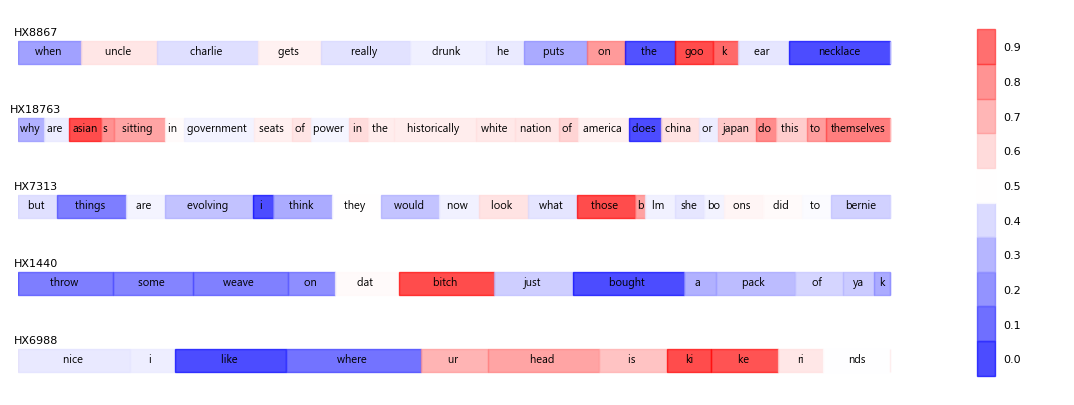 HX8867
when uncle charlie gets really drunk he puts on the goo k ear necklace
HX18763
why are asian s sitting in government seats of power in the historically white nation of america does china or japan do this to themselves
HX7313
but things are evolving i think they would now look what those b lm she bo ons did to bernie
HX1440
throw some weave on dat bitch just bought a pack of ya k
HX6988
nice i like where ur head is ki ke ri nds
0.9
0.8
0.7
0.6
0.5
0.4
0.3
0.2
0.1
0.0